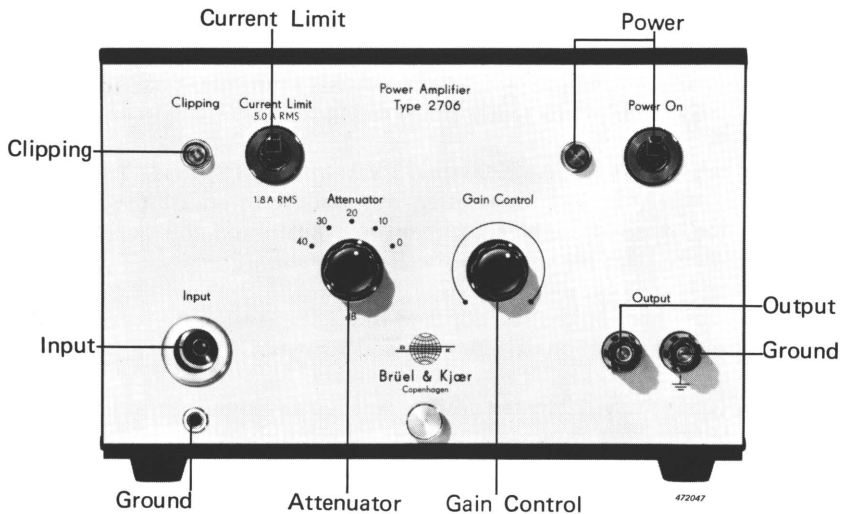 Current Limit
Power
Power Amplifier
Type 2706
Clipping
Current Limit
5.0 A RMS
Power On
Clipping
1.8 A RMS
Attenuator
Gain Control
40
30
20
10
0
dB
Input
Output
Output
Input
B K
Ground
Brüel & Kjær
Copenhagen
Ground
Attenuator
Gain Control
472047